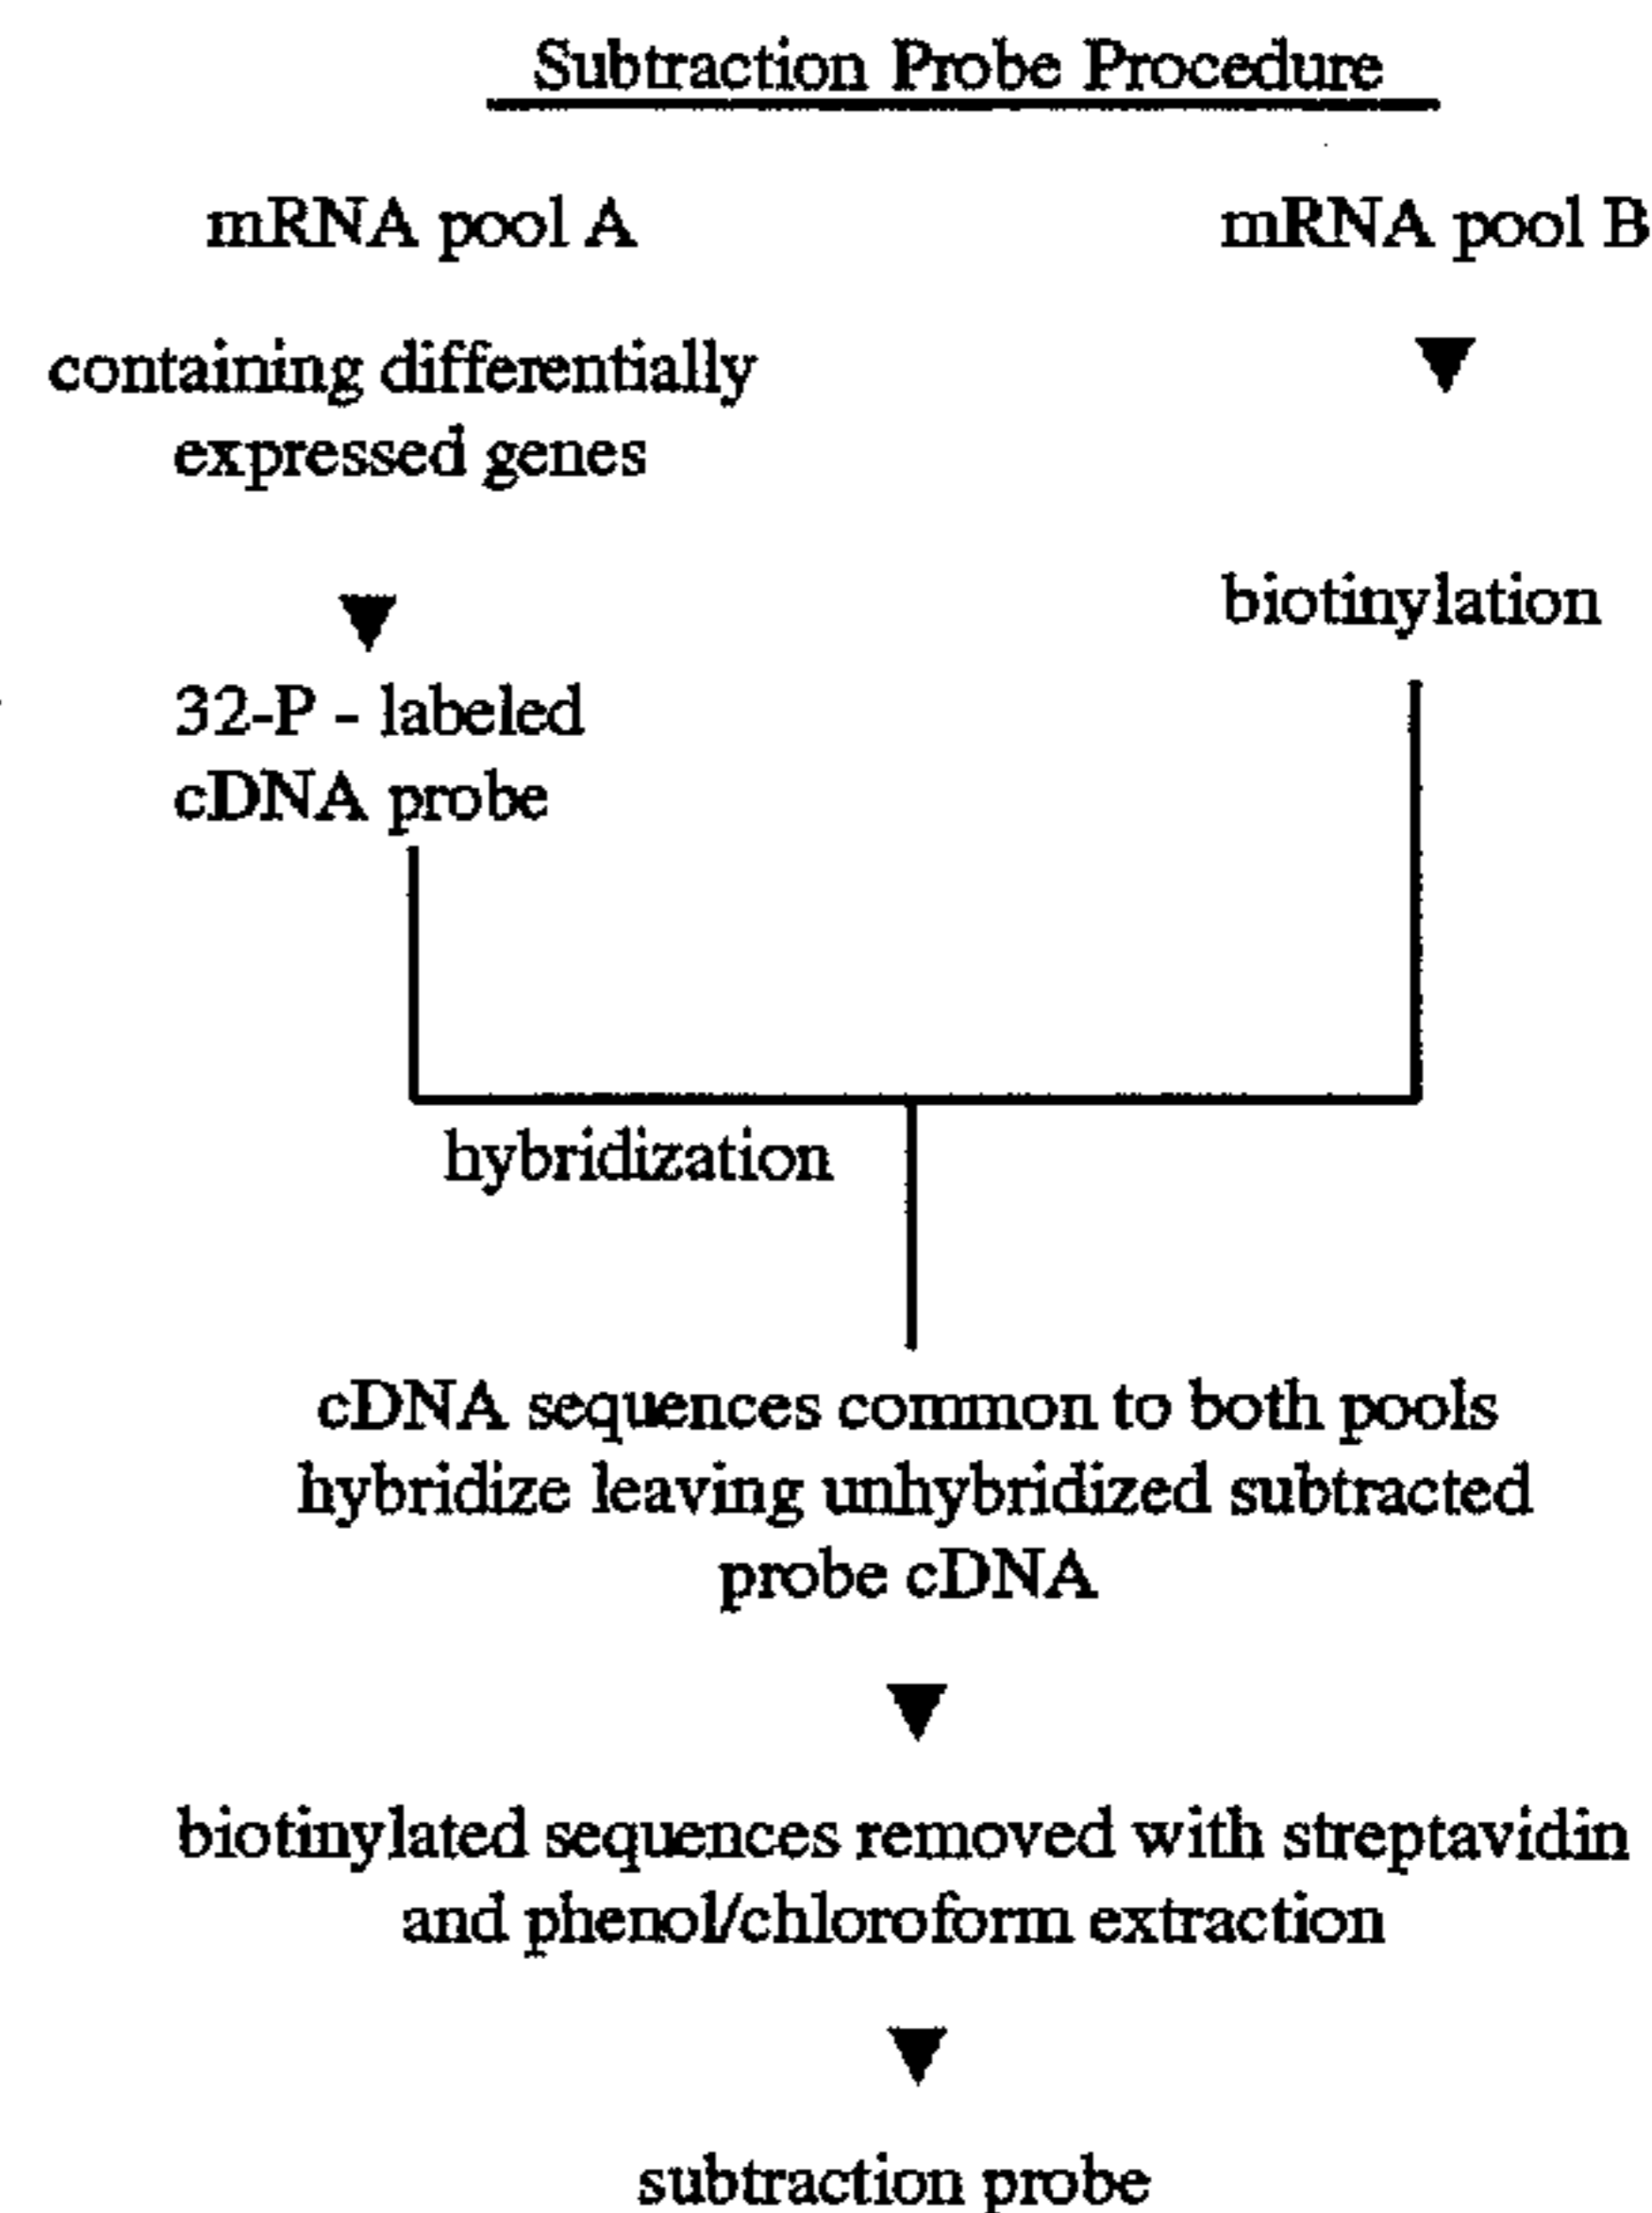 Subtraction Probe Procedure
mRNA pool A
mRNA pool B
containing differentially
expressed genes
biotinylation
32-P - labeled
cDNA probe
hybridization
cDNA sequences common to both pools
hybridize leaving unhybridized subtracted
probe cDNA
biotinylated sequences removed with streptavidin
and phenol/chloroform extraction
subtraction probe